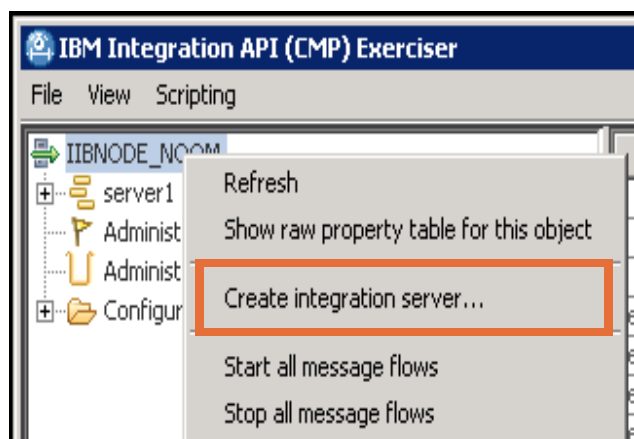 IBM Integration API (CMP) Exerciser
File View Scripting
IIBNODE_NOQM
Refresh
server1
Show raw property table for this object
Administ
Administ
Create integration server...
Configur
Start all message flows
Stop all message flows